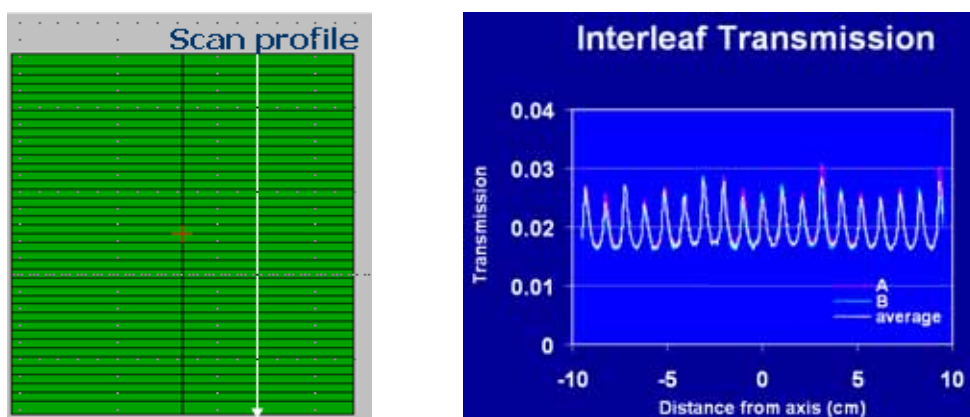 Scan profile
Interleaf Transmission
Transmission
0.04
0.03
0.02
0.01
0
A
B
average
-10
-5
0
5
10
Distance from axis (cm)